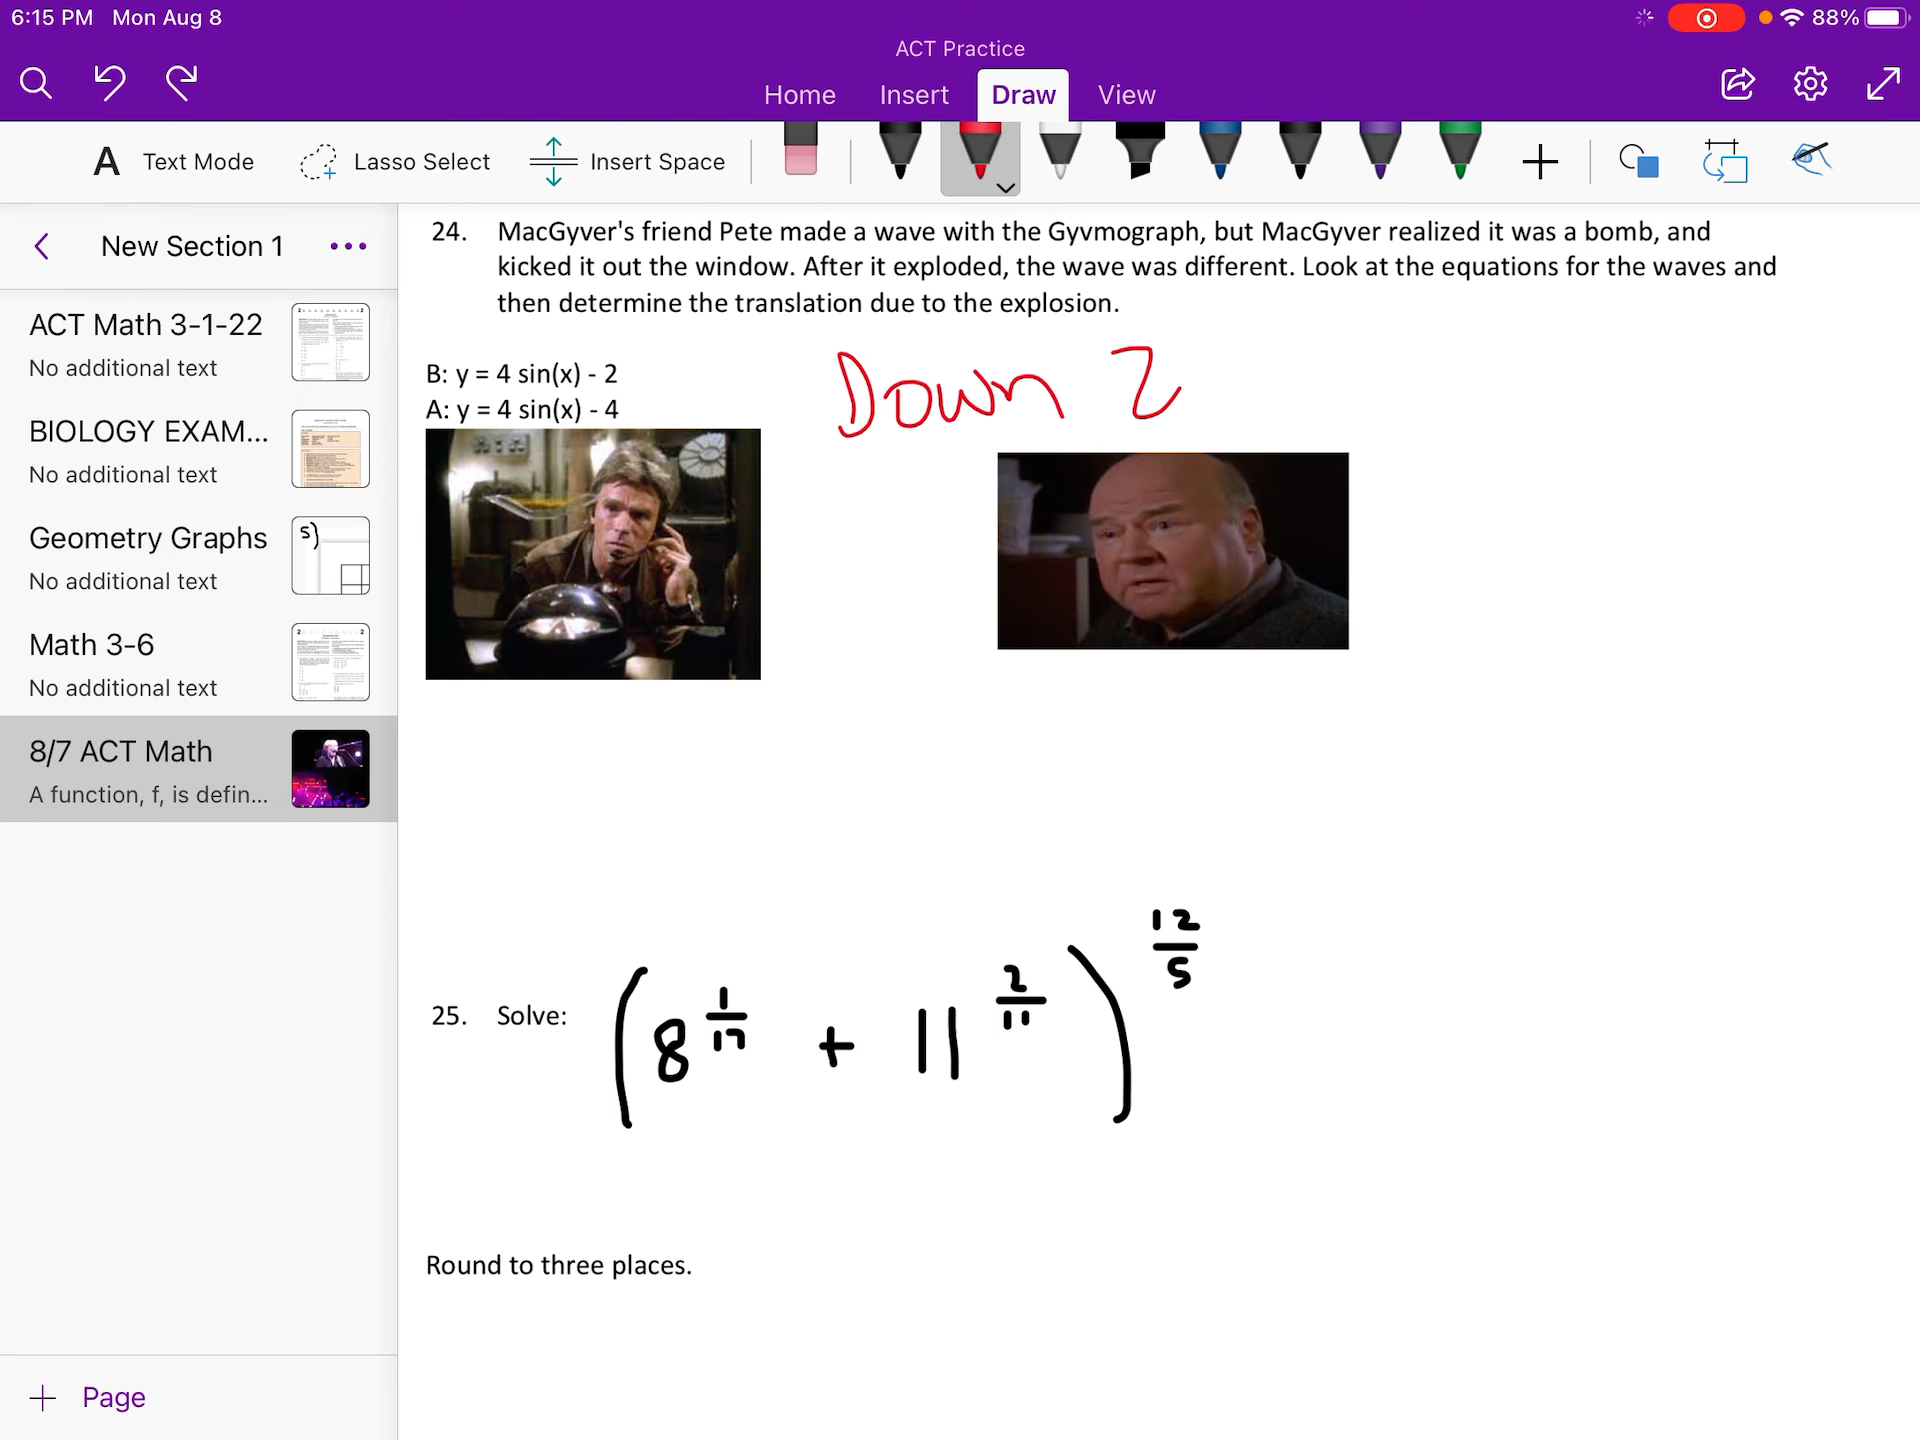 6:15 PM Mon Aug 8
88%
ACT Practice
Home Insert Draw View
A Text Mode Lasso Select Insert Space
New Section 1
ACT Math 3-1-22
No additional text
BIOLOGY EXAM...
No additional text
Geometry Graphs
No additional text
5)
Math 3-6
No additional text
8/7 ACT Math
A function, f, is defin...
+ Page
24. MacGyver's friend Pete made a wave with the Gyvmograph, but MacGyver realized it was a bomb, and
kicked it out the window. After it exploded, the wave was different. Look at the equations for the waves and
then determine the translation due to the explosion.
B: y = 4 sin(x) - 2
A: y = 4 sin(x) - 4
Down 2
25. Solve: (8^(1/17) + 11^(2/11))^(12/5)
Round to three places.